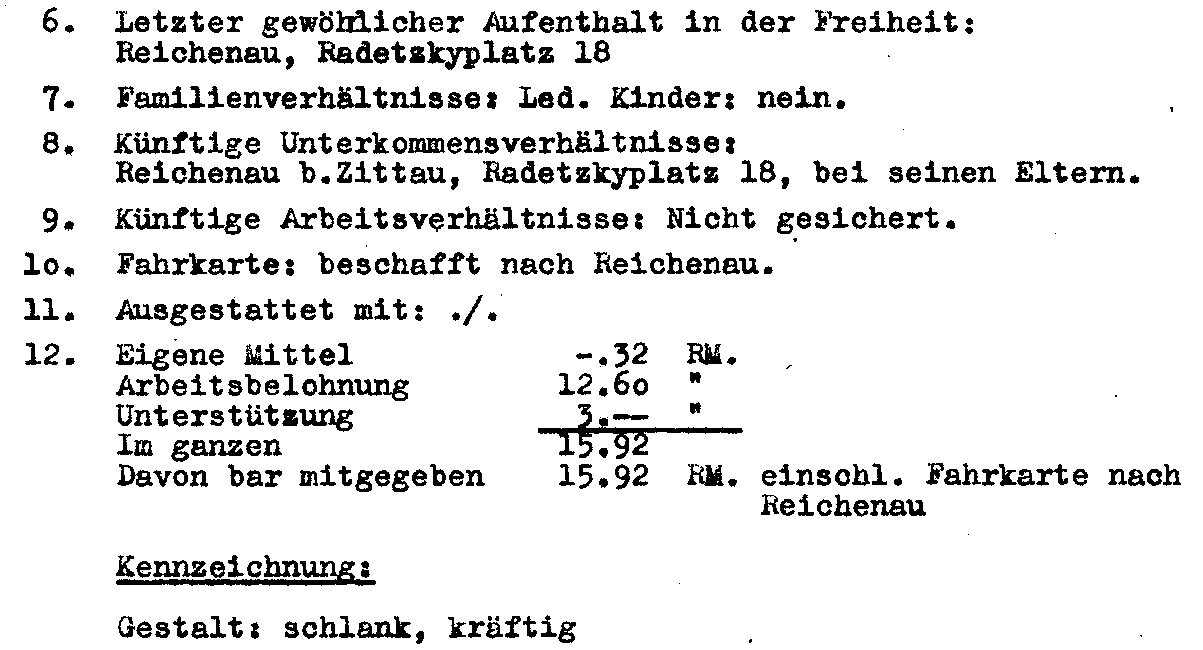 6. Letzter gewöhlicher Aufenthalt in der Freiheit:
Reichenau, Radetzkyplatz 18
7. Familienverhältnisse: Led. Kinder: nein.
8. Künftige Unterkommensverhältnisse:
Reichenau b.Zittau, Radetzkyplatz 18, bei seinen Eltern.
9. Künftige Arbeitsverhältnisse: Nicht gesichert.
lo. Fahrkarte: beschafft nach Reichenau.
11. Ausgestattet mit: ./.
12. Eigene Mittel -.32 RM.
Arbeitsbelohnung 12.6o "
Unterstützung 3.-- "
Im ganzen 15.92
Davon bar mitgegeben 15.92 RM. einschl. Fahrkarte nach
Reichenau
Kennzeichnung:
Gestalt: schlank, kräftig